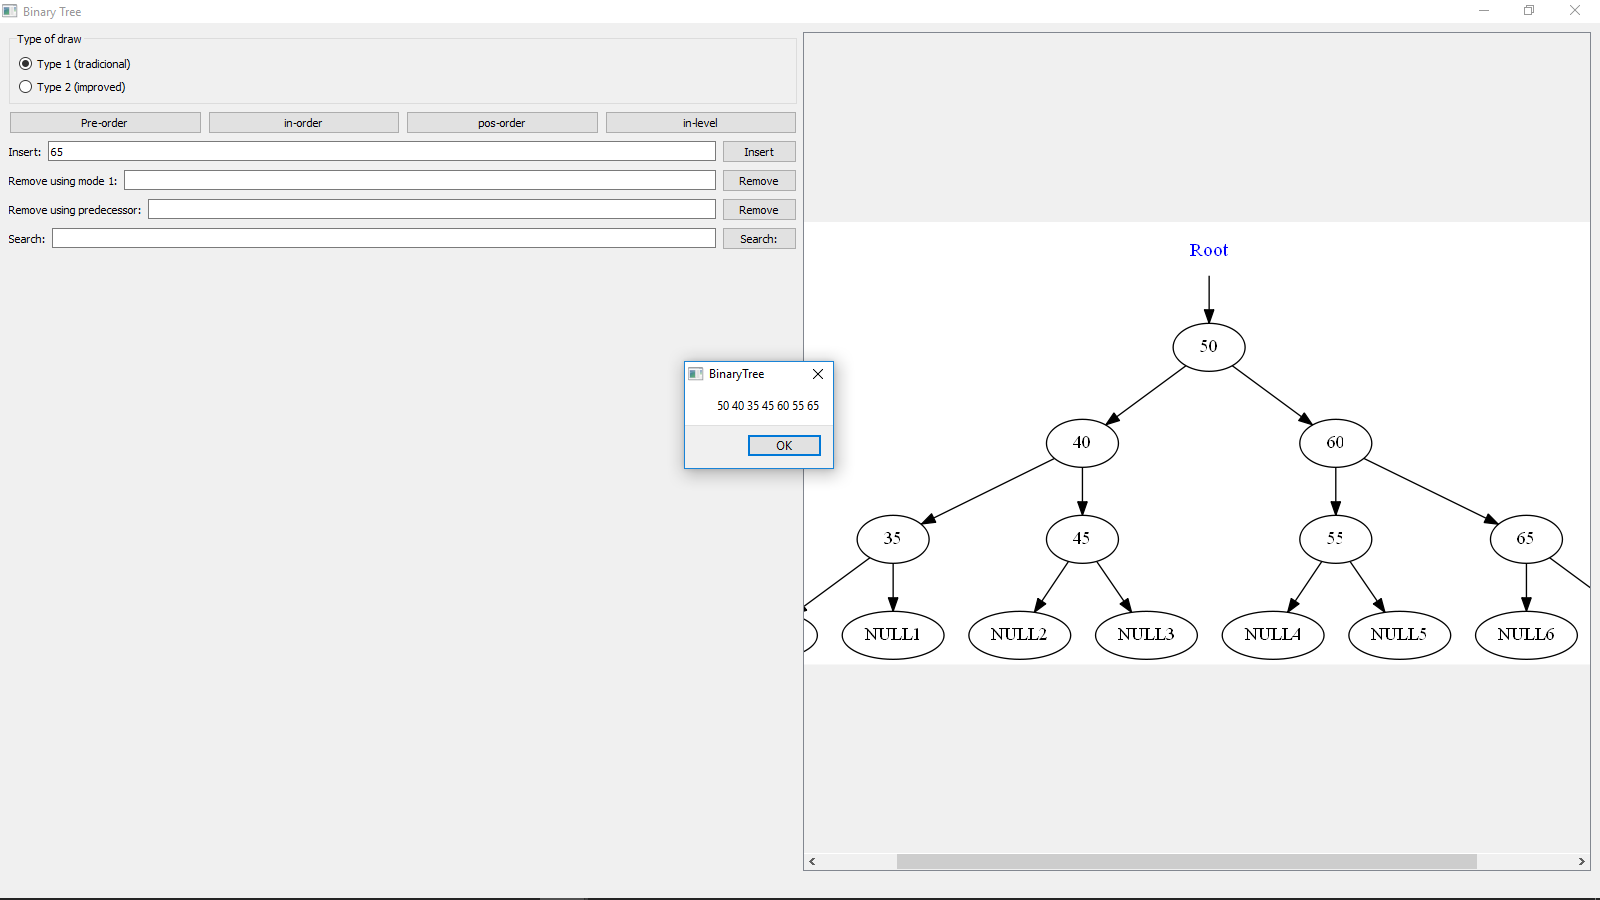 Binary Tree
Type of draw
Type 1 (tradicional)
Type 2 (improved)
Pre-order in-order pos-order in-level
Insert: 65 Insert
Remove using mode 1: Remove
Remove using predecessor: Remove
Search: Search:
Root
50
40 60
35 45 55 65
NULL1 NULL2 NULL3 NULL4 NULL5 NULL6
BinaryTree
50 40 35 45 60 55 65
OK